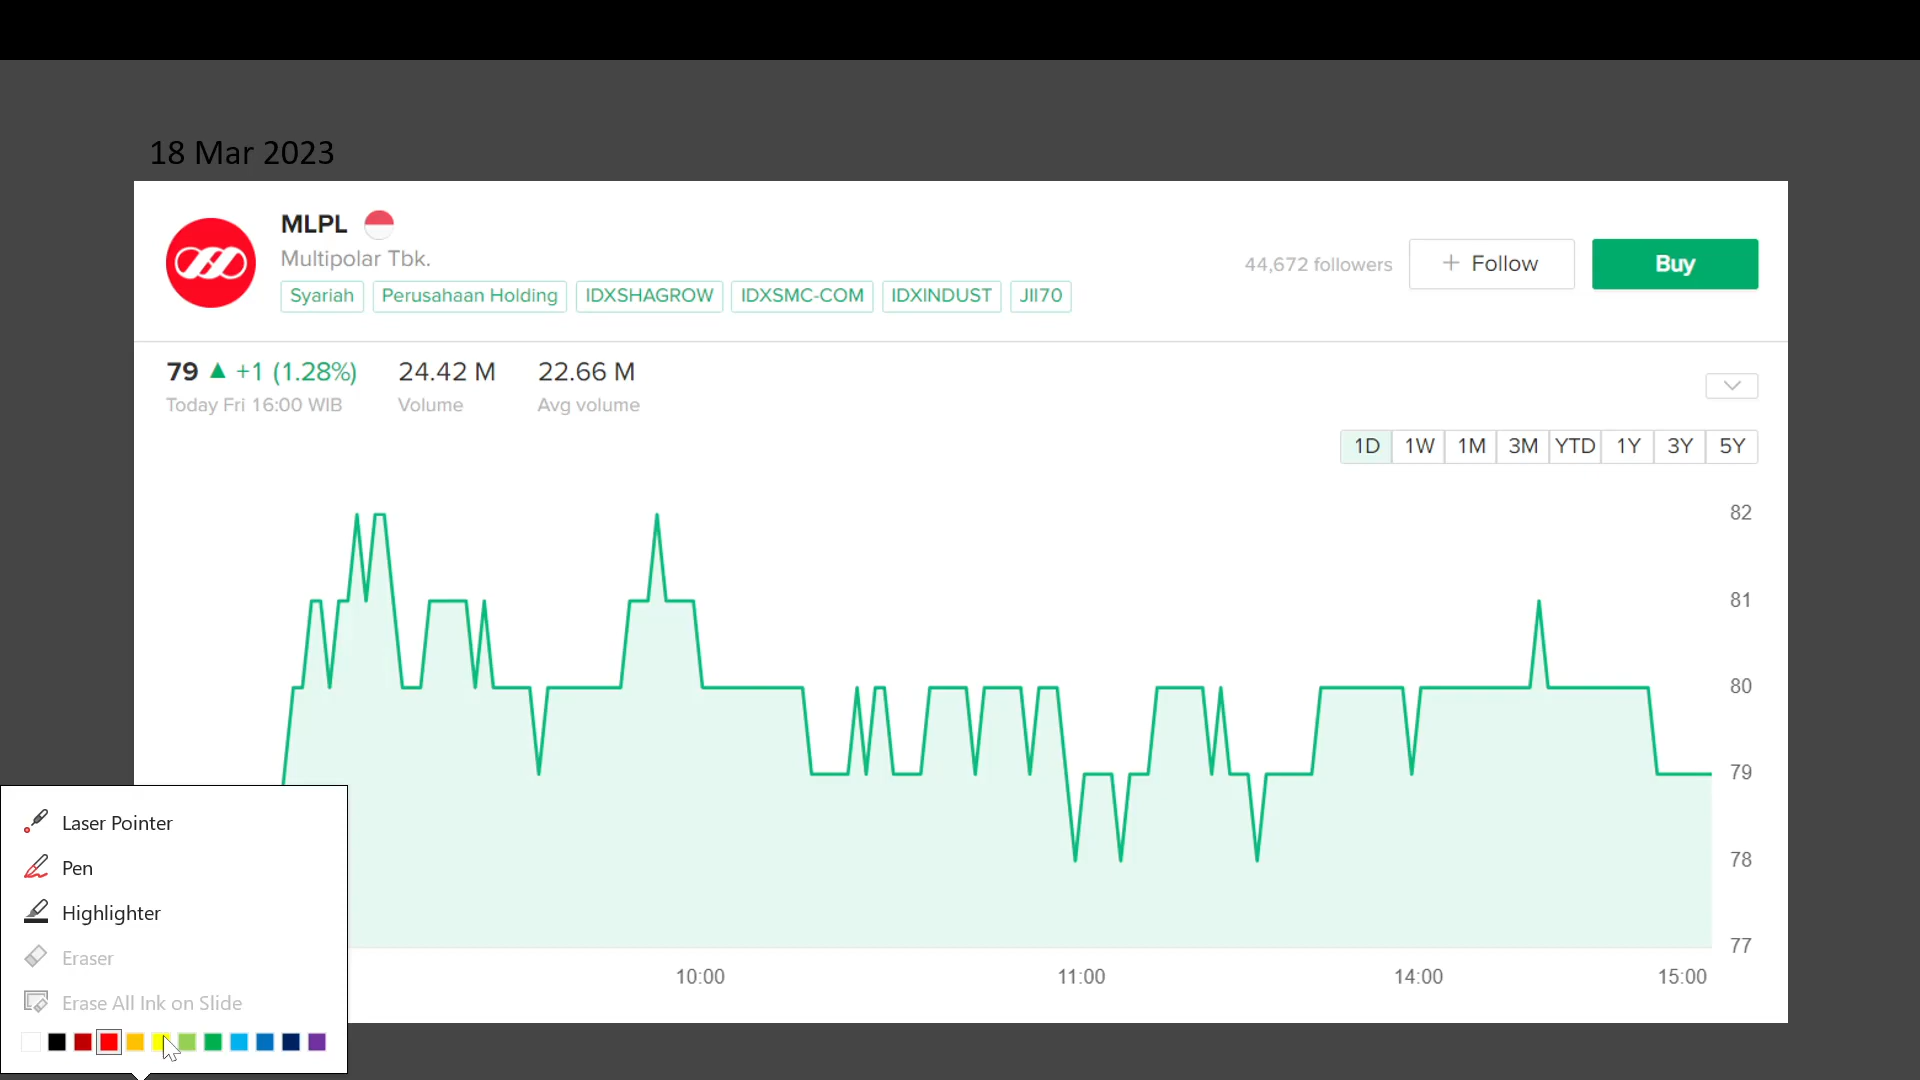 18 Mar 2023
MLPL
Multipolar Tbk.
Syariah Perusahaan Holding IDXSHAGROW IDXSMC-COM IDXINDUST JII70
44,672 followers + Follow Buy
79 ▲ +1 (1.28%) 24.42 M 22.66 M
Today Fri 16:00 WIB Volume Avg volume
1D 1W 1M 3M YTD 1Y 3Y 5Y
82
81
80
79
78
77
10:00 11:00 14:00 15:00
Laser Pointer
Pen
Highlighter
Eraser
Erase All Ink on Slide